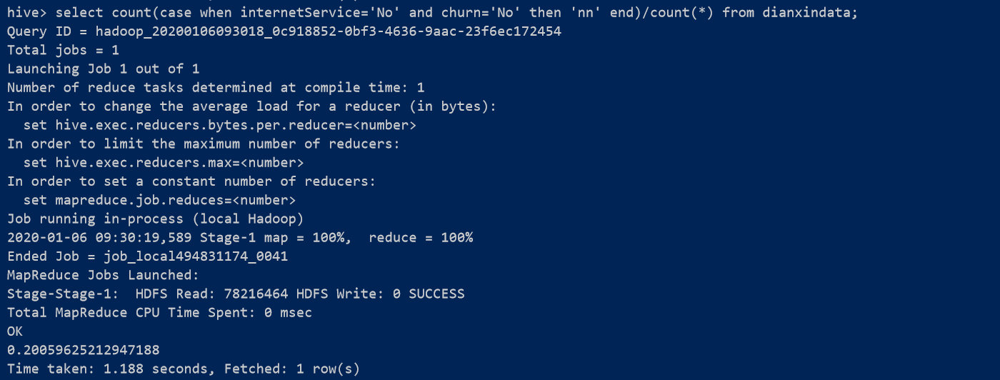 hive> select count(case when internetService='No' and churn='No' then 'nn' end)/count(*) from dianxindata;
Query ID = hadoop_20200106093018_0c918852-0bf3-4636-9aac-23f6ec172454
Total jobs = 1
Launching Job 1 out of 1
Number of reduce tasks determined at compile time: 1
In order to change the average load for a reducer (in bytes):
  set hive.exec.reducers.bytes.per.reducer=<number>
In order to limit the maximum number of reducers:
  set hive.exec.reducers.max=<number>
In order to set a constant number of reducers:
  set mapreduce.job.reduces=<number>
Job running in-process (local Hadoop)
2020-01-06 09:30:19,589 Stage-1 map = 100%,  reduce = 100%
Ended Job = job_local494831174_0041
MapReduce Jobs Launched:
Stage-Stage-1:  HDFS Read: 78216464 HDFS Write: 0 SUCCESS
Total MapReduce CPU Time Spent: 0 msec
OK
0.20059625212947188
Time taken: 1.188 seconds, Fetched: 1 row(s)